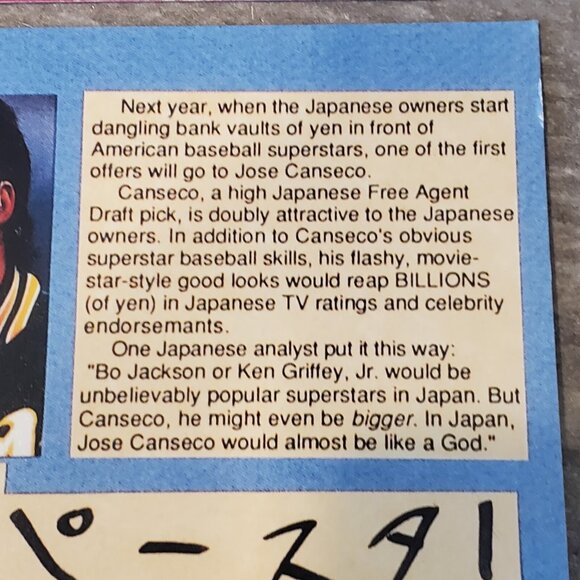 Next year, when the Japanese owners start
dangling bank vaults of yen in front of
American baseball superstars, one of the first
offers will go to Jose Canseco.
Canseco, a high Japanese Free Agent
Draft pick, is doubly attractive to the Japanese
owners. In addition to Canseco's obvious
superstar baseball skills, his flashy, movie-
star-style good looks would reap BILLIONS
(of yen) in Japanese TV ratings and celebrity
endorsemants.
One Japanese analyst put it this way:
"Bo Jackson or Ken Griffey, Jr. would be
unbelievably popular superstars in Japan. But
Canseco, he might even be bigger. In Japan,
Jose Canseco would almost be like a God."
パースター